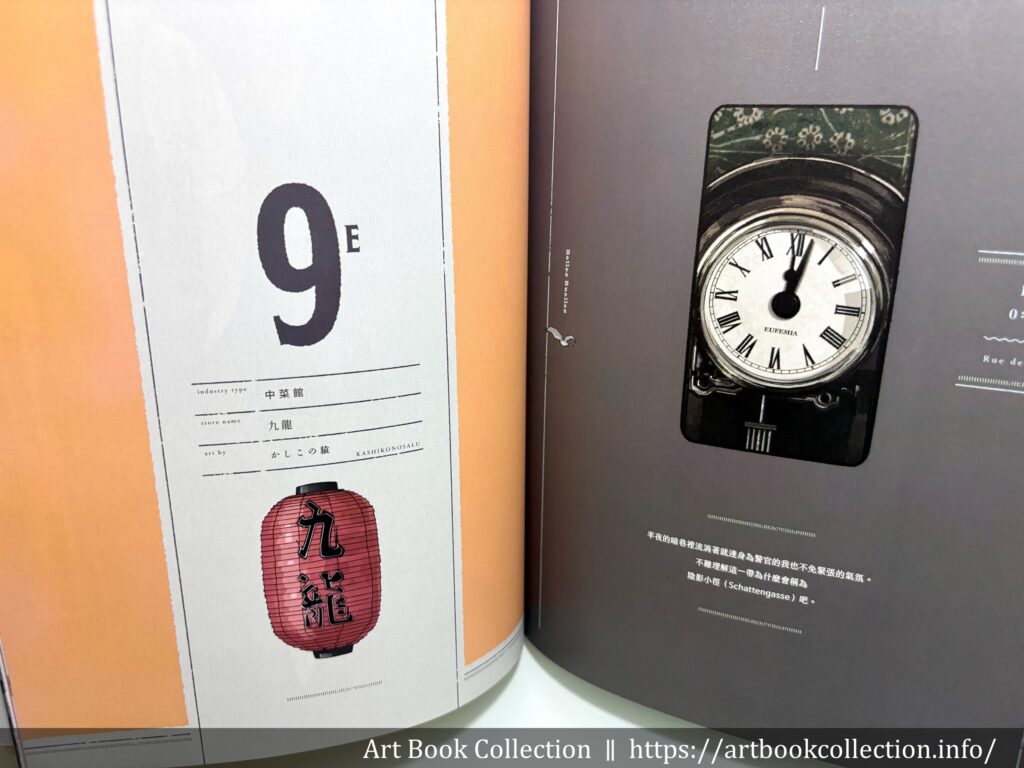 9E
industry type 中菜館
store name 九龍
art by かしこの猿 KASHIKONOSALU
九龍
EUFEMIA
半夜的暗巷裡流淌著就連身為警官的我也不免緊張的氣氛。
不難理解這一帶為什麼會稱為
陰影小徑（Schattengasse）吧。
0:
Rue de
Art Book Collection || https://artbookcollection.info/